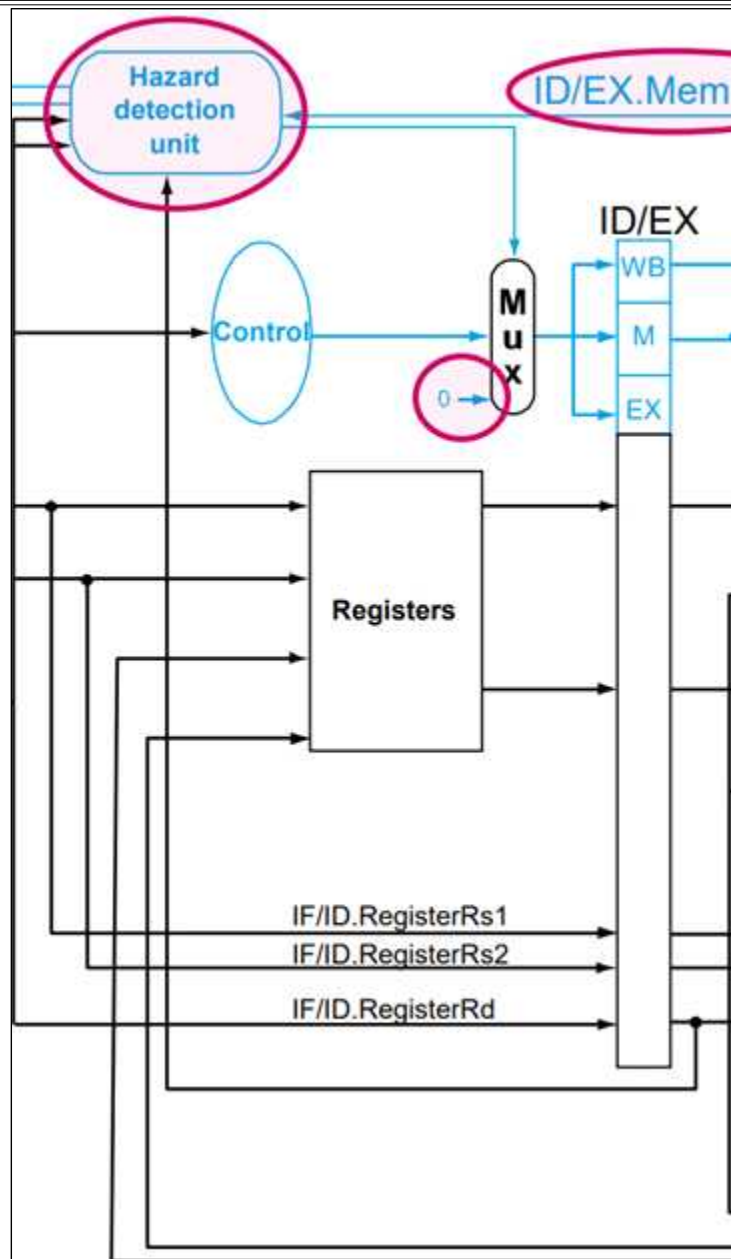 Hazard
detection
unit
ID/EX.Mem
ID/EX
WB
M
u
x
Control
M
0
EX
Registers
IF/ID.RegisterRs1
IF/ID.RegisterRs2
IF/ID.RegisterRd